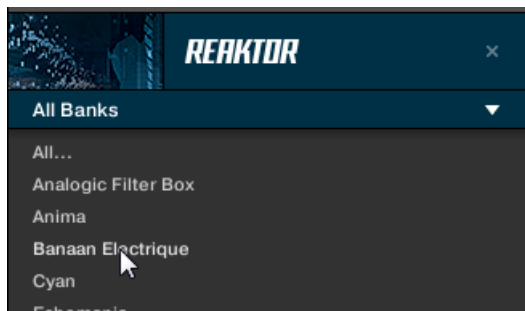 REAKTOR
All Banks
All...
Analogic Filter Box
Anima
Banaan Electrique
Cyan